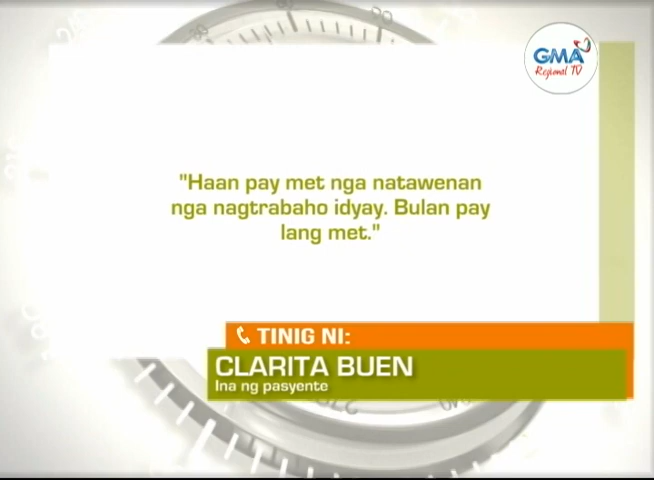 GMA
Regional TV
"Haan pay met nga natawenan
nga nagtrabaho idyay. Bulan pay
lang met."
TINIG NI:
CLARITA BUEN
Ina ng pasyente